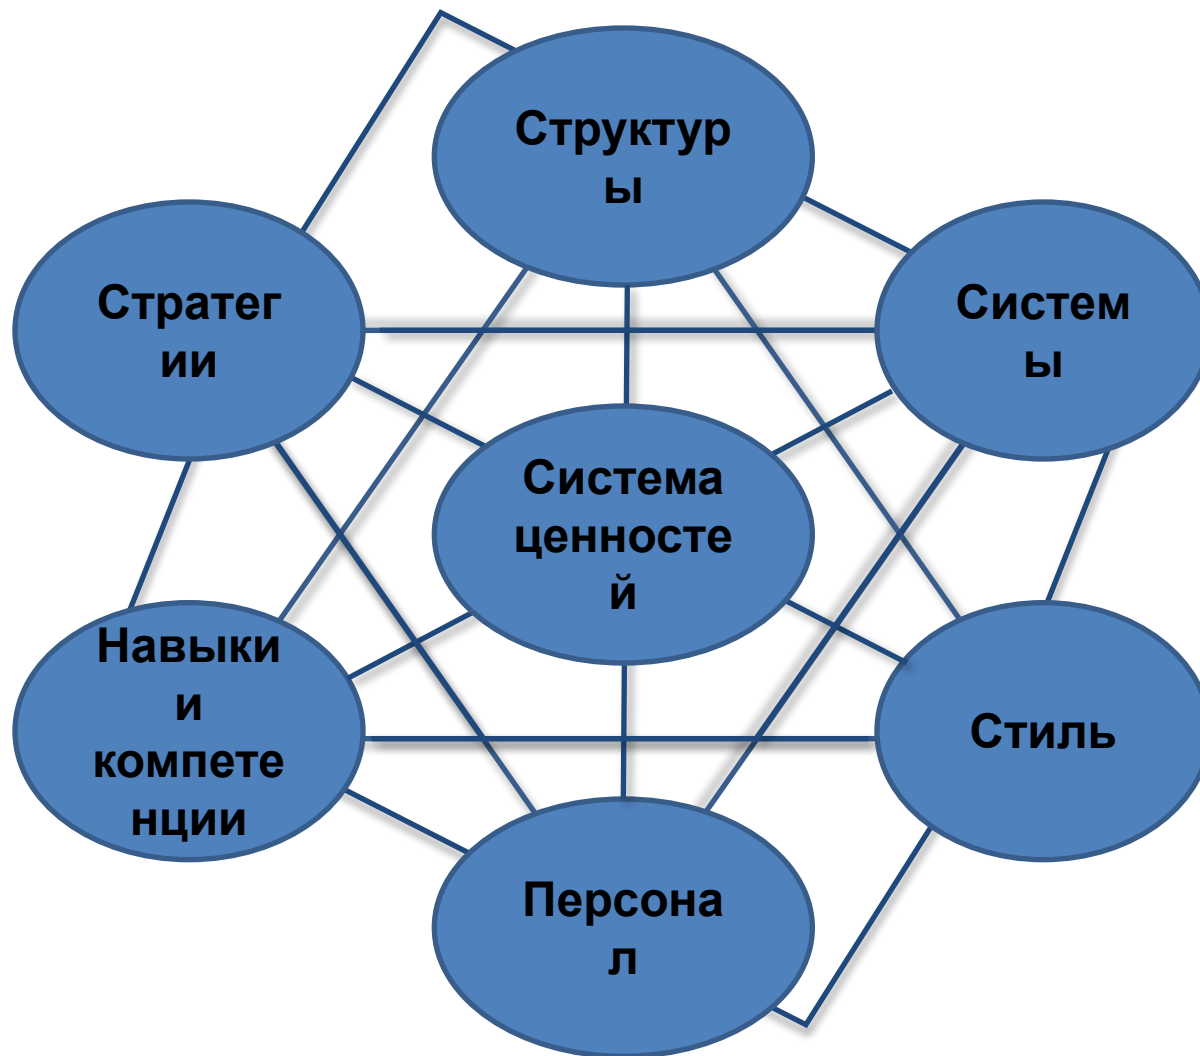 Структур
ы
Стратег
ии
Систем
ы
Система
ценносте
й
Навыки
и
компете
нции
Стиль
Персона
л